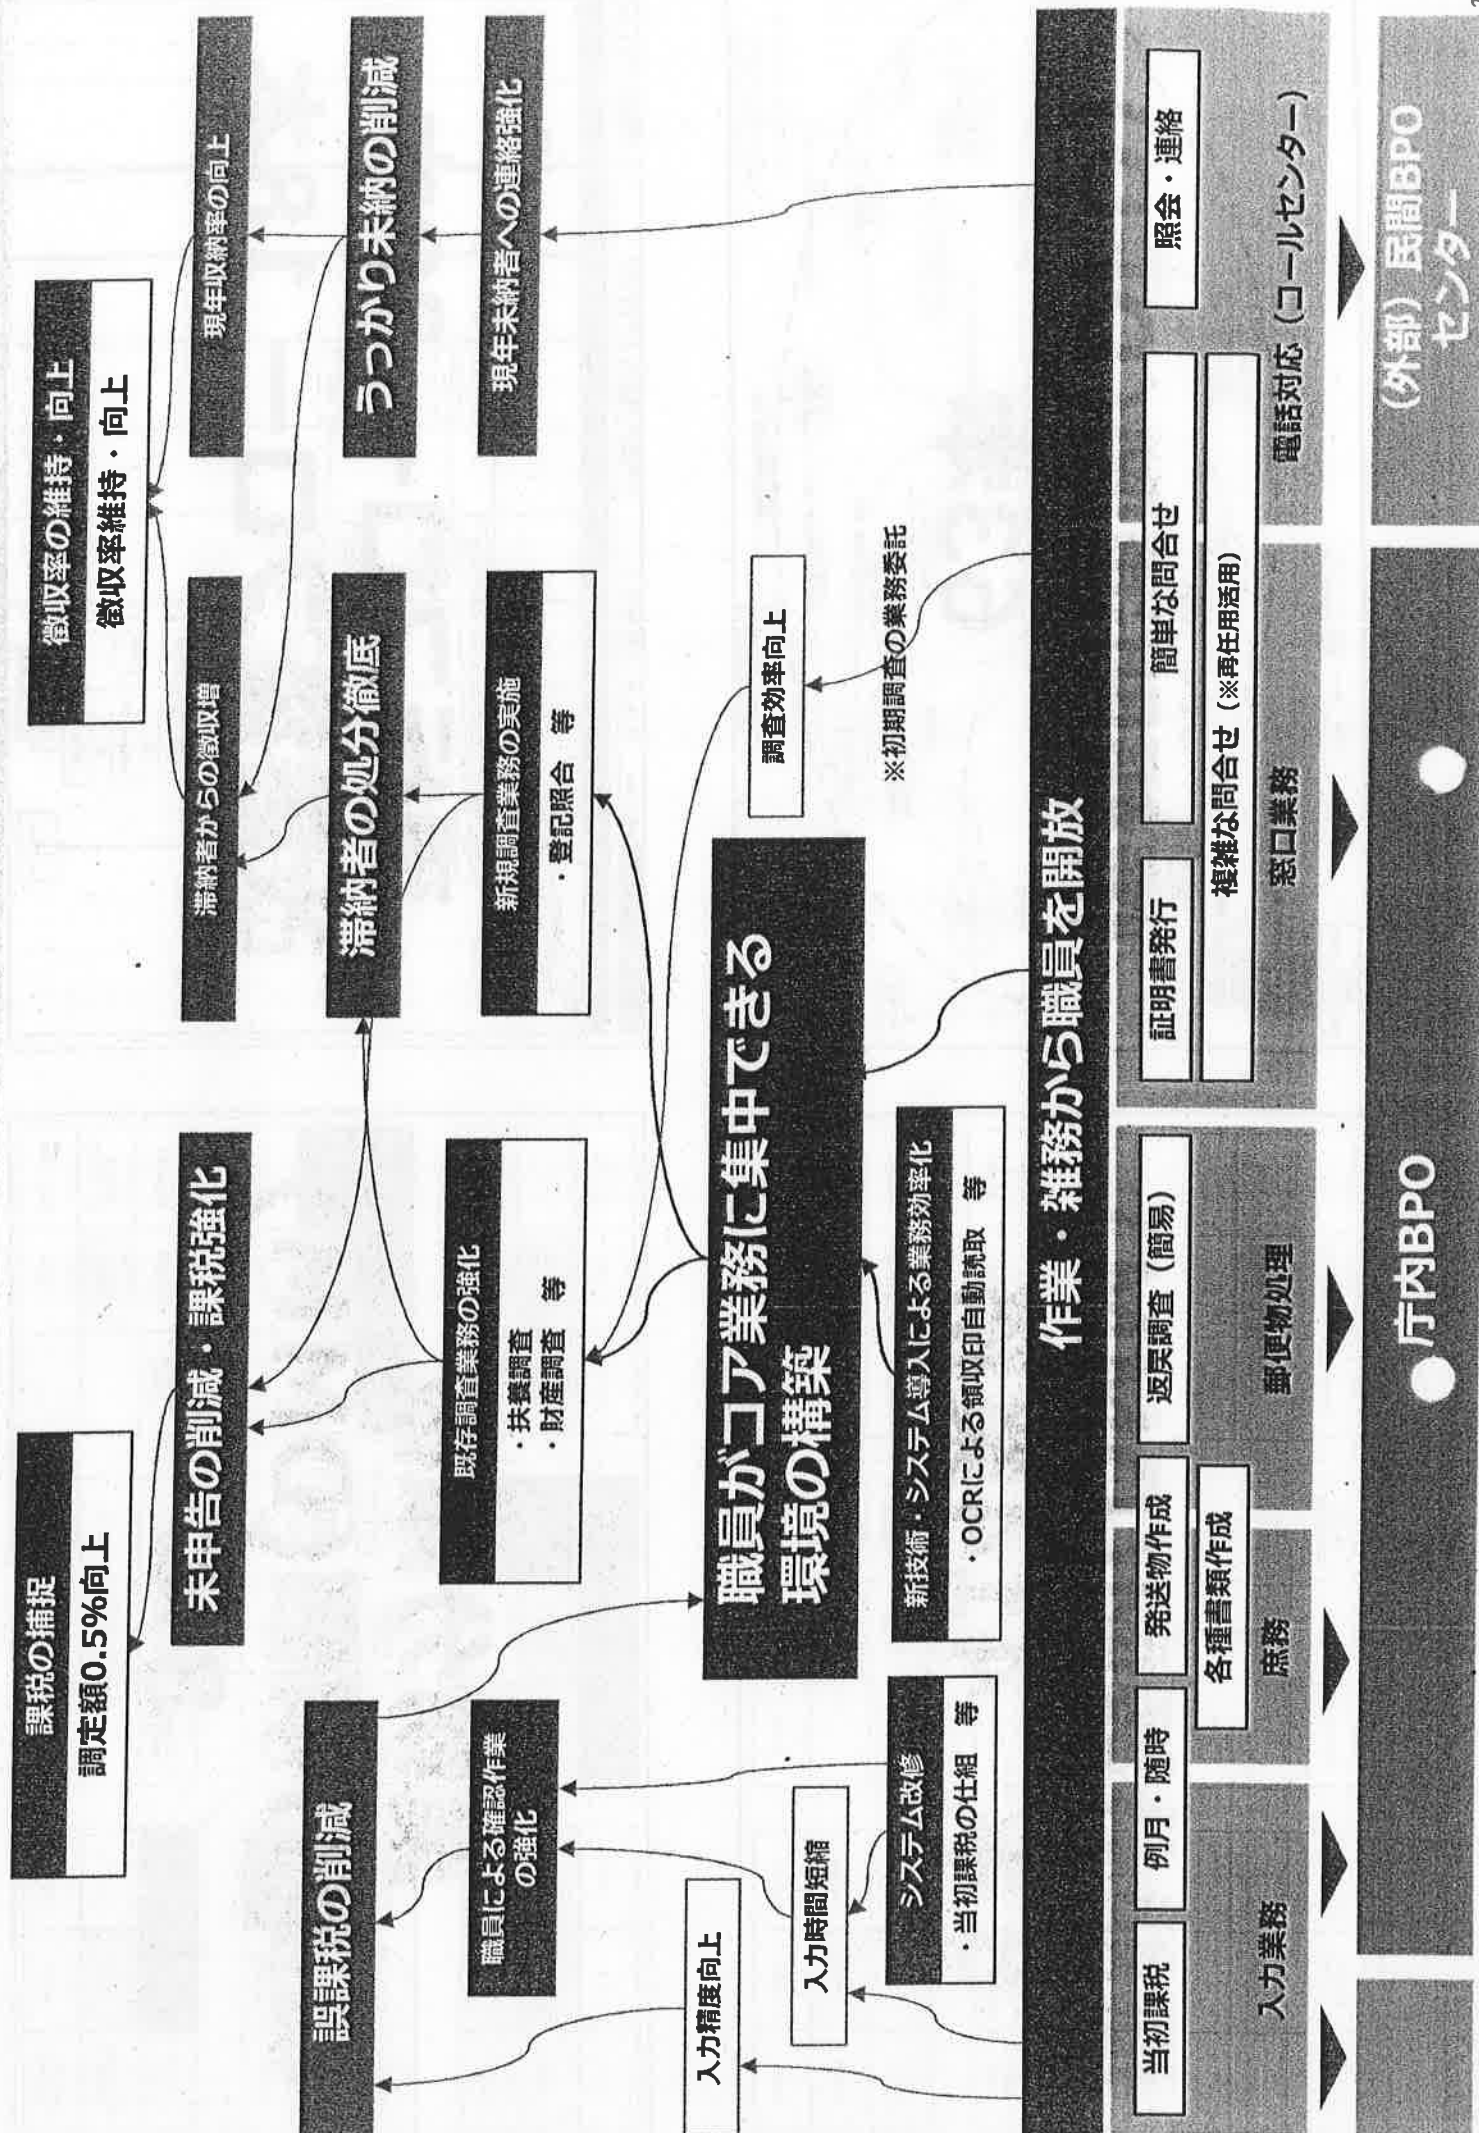 課税の捕捉
調定額0.5%向上
徴収率の維持・向上
徴収率維持・向上
未申告の削減・課税強化
滞納者からの徴収増
現年収納率の向上
誤課税の削減
滞納者の処分徹底
うっかり未納の削減
職員による確認作業
の強化
既存調査業務の強化
・扶養調査
・財産調査 等
新規調査業務の実施
・登記照合 等
現年未納者への連絡強化
入力精度向上
入力時間短縮
職員がコア業務に集中できる
環境の構築
調査効率向上
システム改修
・当初課税の仕組 等
新技術・システム導入による業務効率化
・OCRによる領収印自動読取 等
※初期調査の業務委託
作業・雑務から職員を開放
当初課税
例月・随時
発送物作成
返戻調査（簡易）
証明書発行
簡単な問合せ
照会・連絡
各種書類作成
複雑な問合せ（※再任用活用）
入力業務
庶務
郵便物処理
窓口業務
電話対応（コールセンター）
庁内BPO
（外部）民間BPO
センター